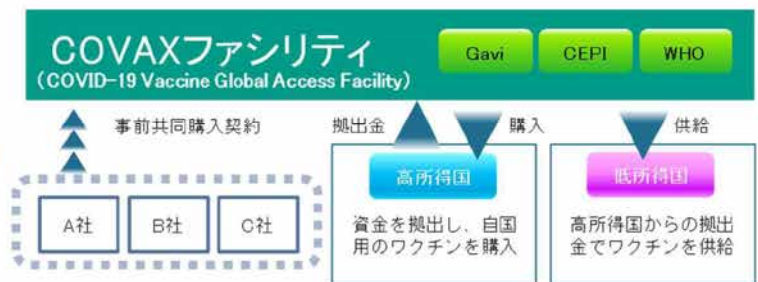 COVAXファシリティ
(COVID-19 Vaccine Global Access Facility)
Gavi
CEPI
WHO
事前共同購入契約
拠出金
購入
供給
A社
B社
C社
高所得国
資金を拠出し、自国
用のワクチンを購入
低所得国
高所得国からの拠出
金でワクチンを供給